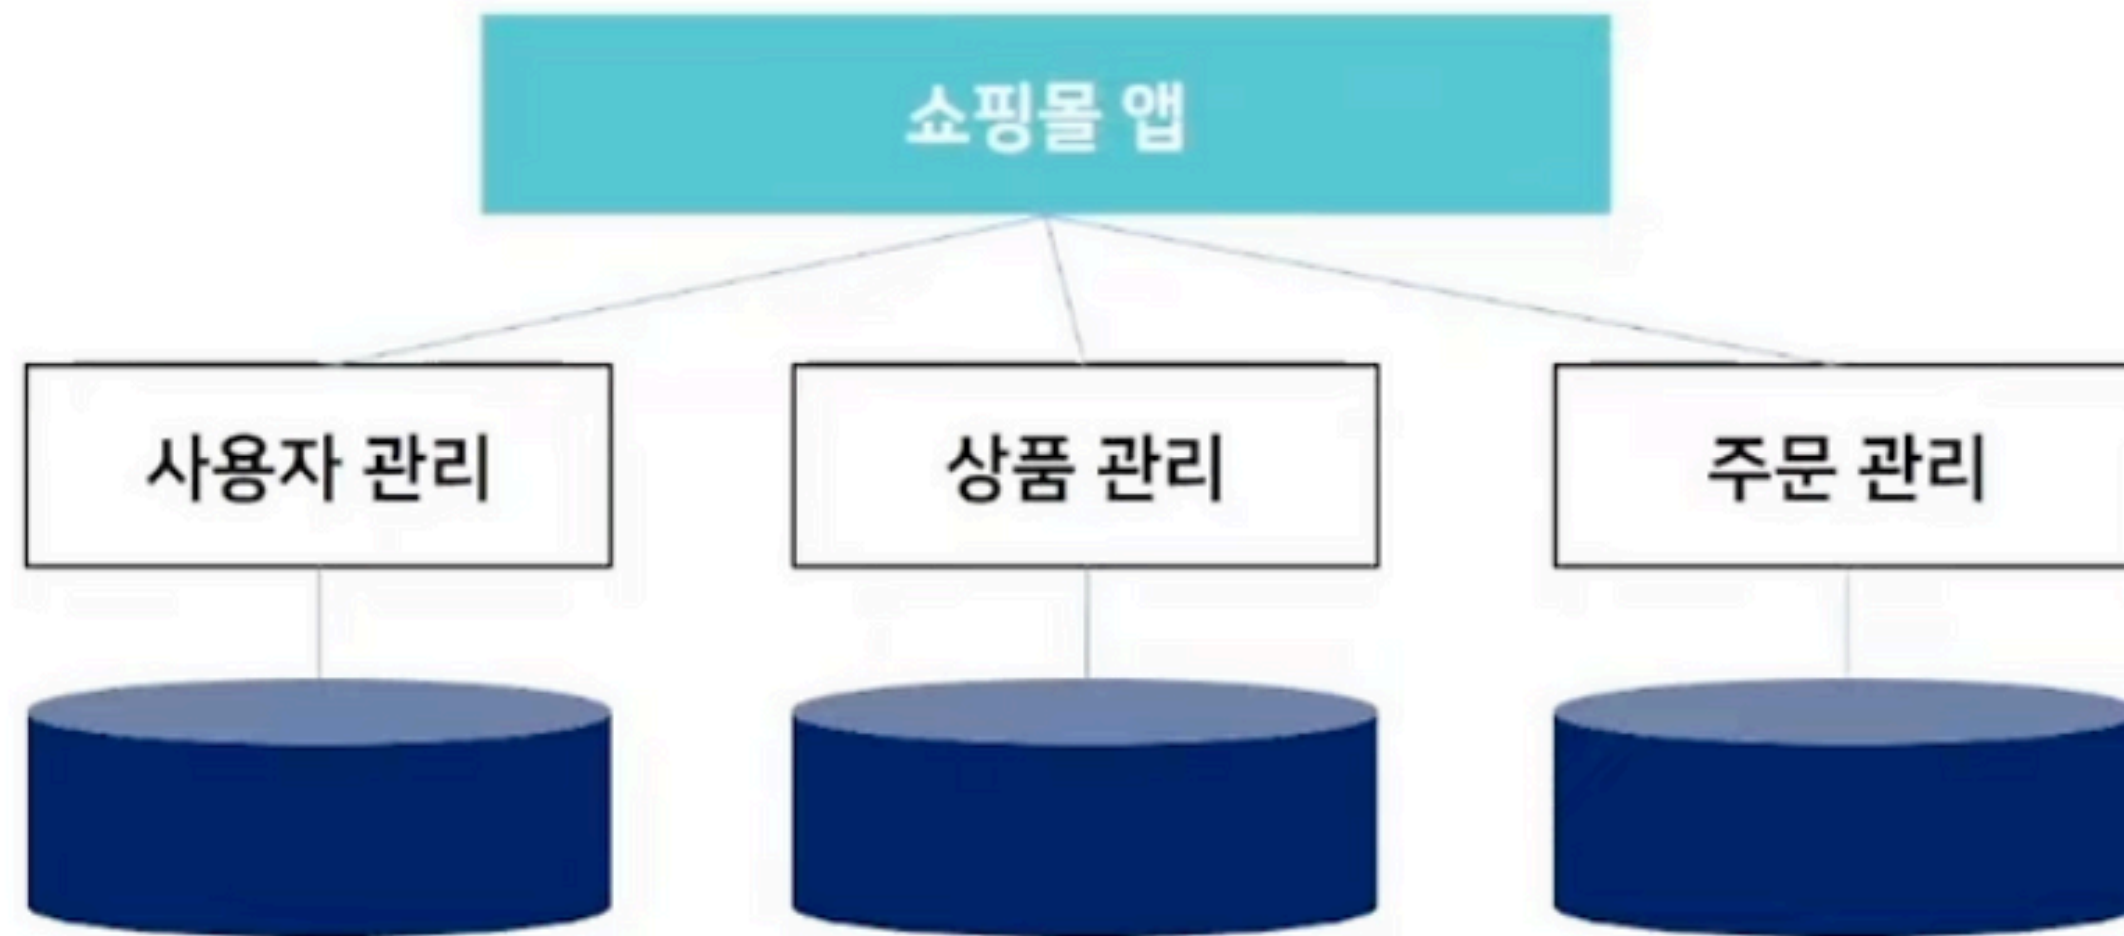 쇼핑몰 앱
사용자 관리
상품 관리
주문 관리